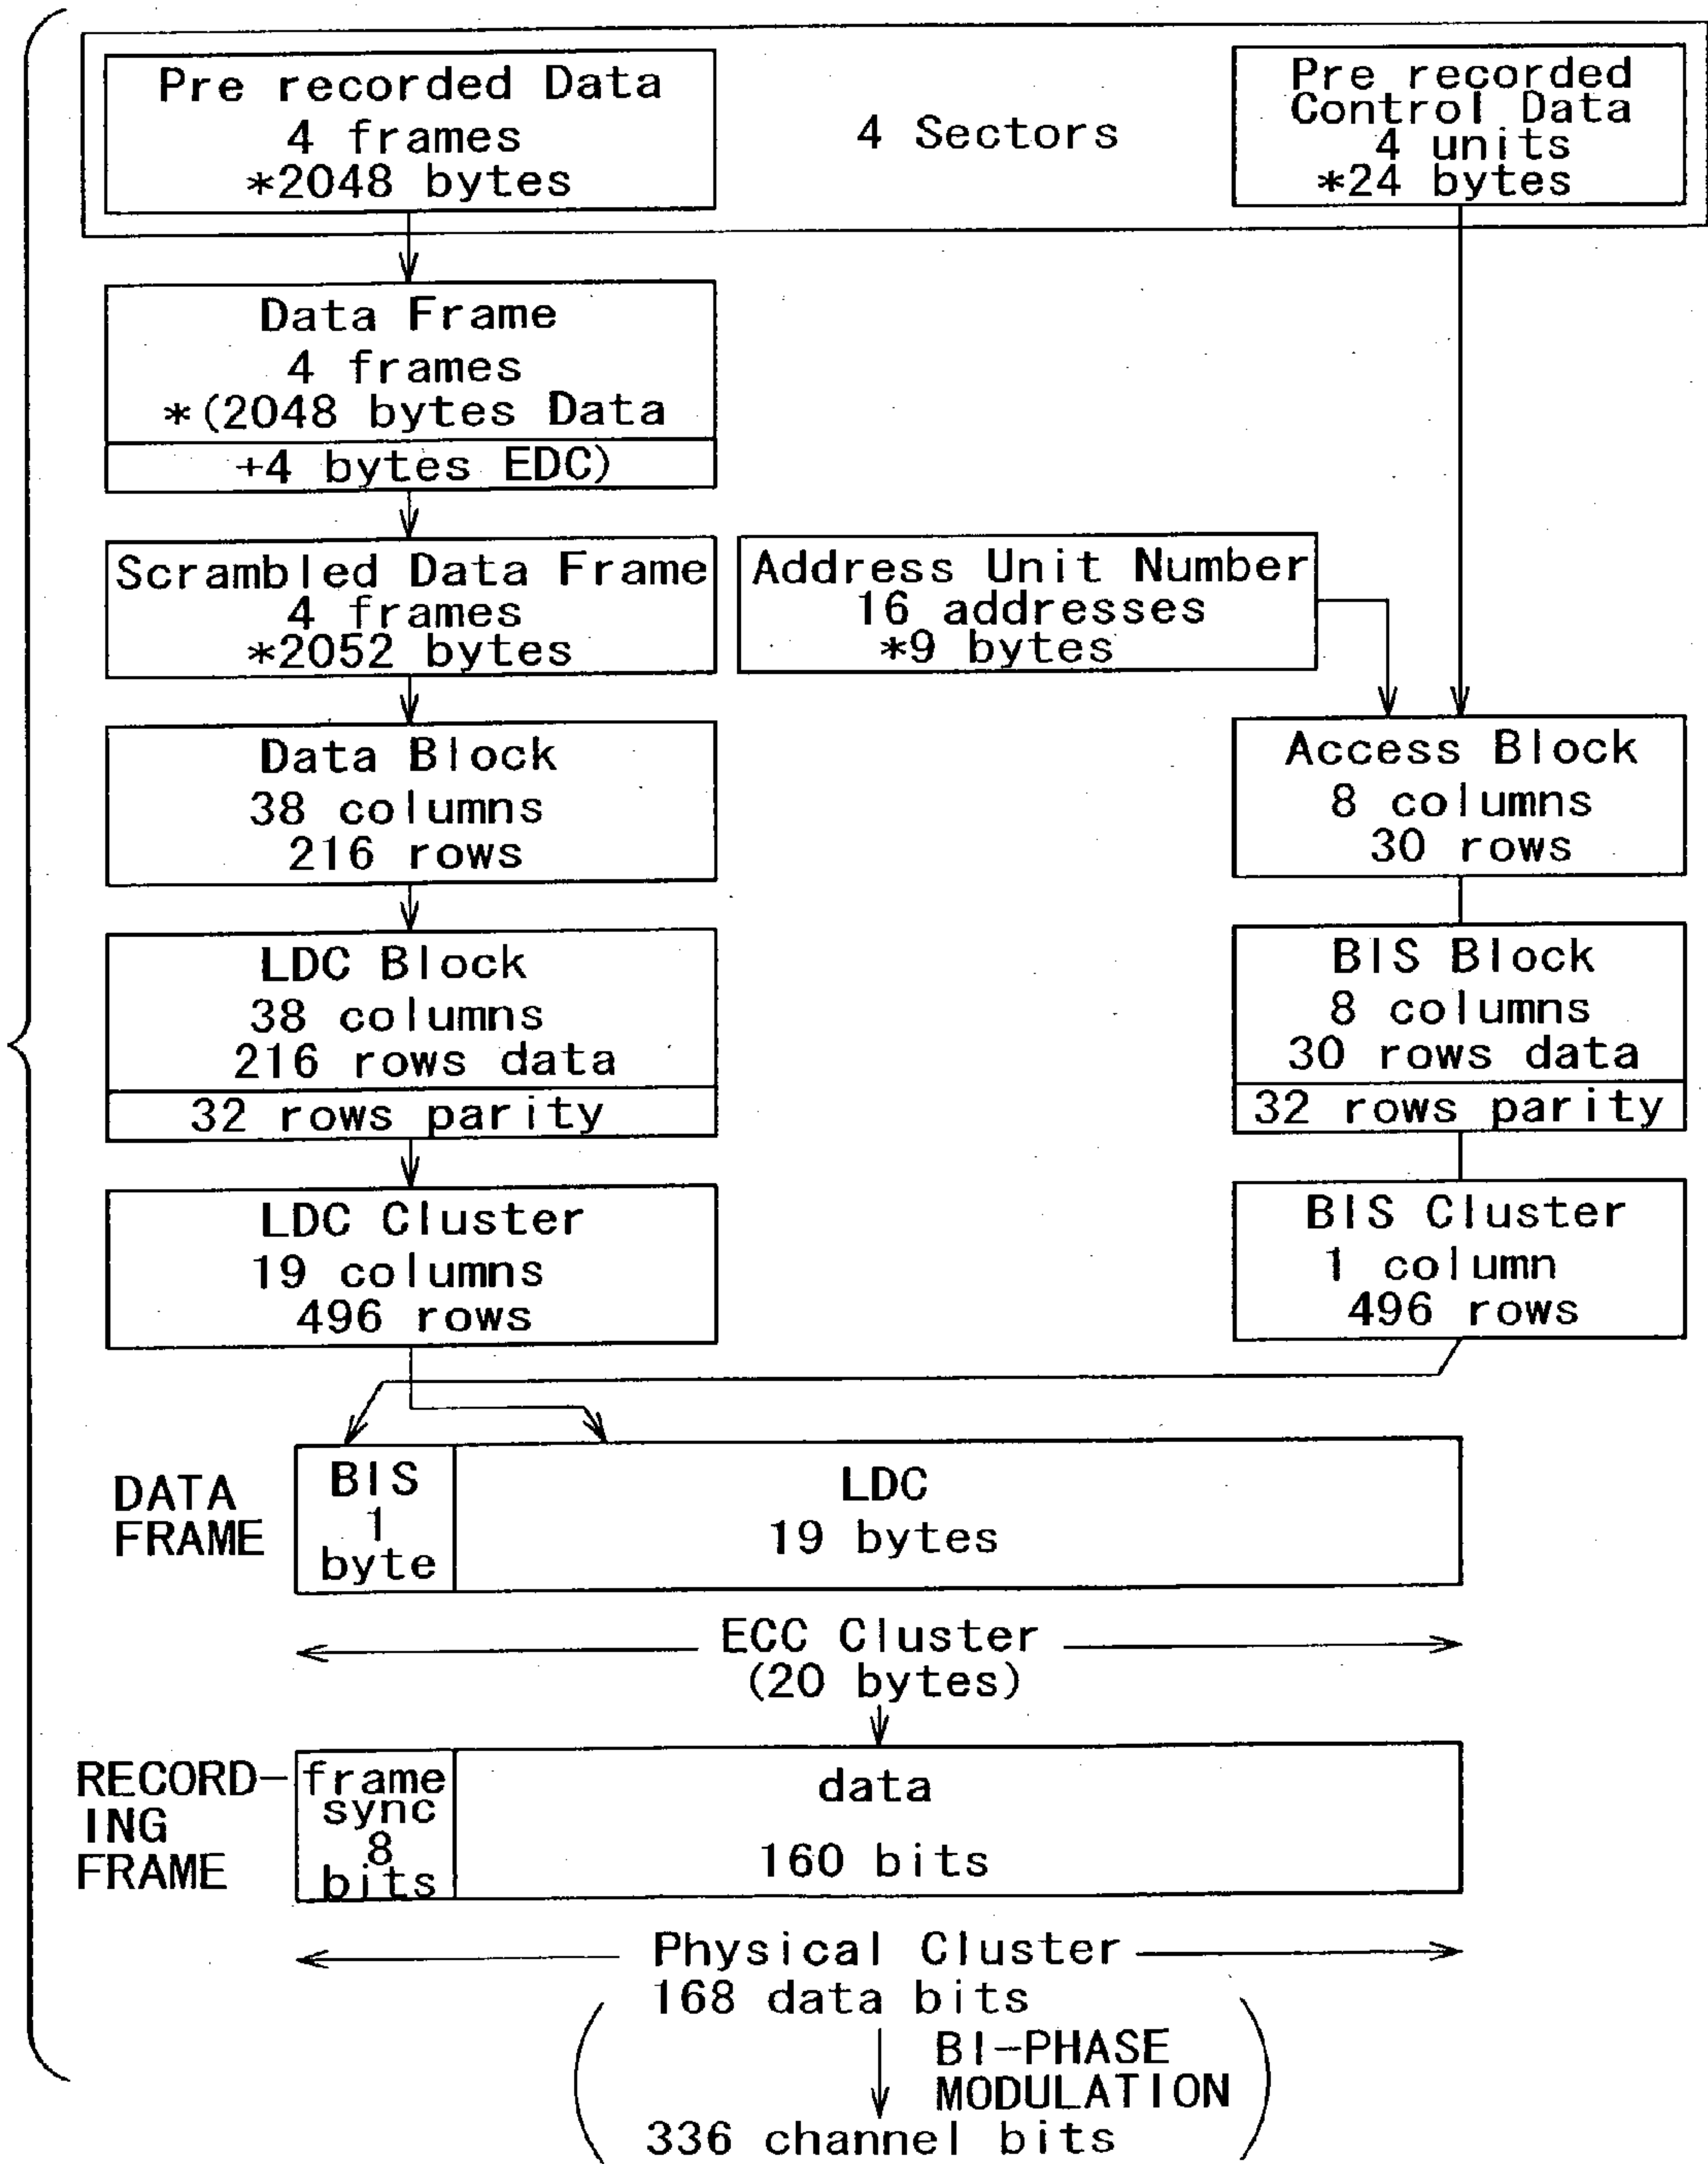 Pre recorded Data
4 frames
*2048 bytes
4 Sectors
Pre recorded
Control Data
4 units
*24 bytes
Data Frame
4 frames
*(2048 bytes Data
+4 bytes EDC)
Scrambled Data Frame
4 frames
*2052 bytes
Address Unit Number
16 addresses
*9 bytes
Data Block
38 columns
216 rows
Access Block
8 columns
30 rows
LDC Block
38 columns
216 rows data
32 rows parity
BIS Block
8 columns
30 rows data
32 rows parity
LDC Cluster
19 columns
496 rows
BIS Cluster
1 column
496 rows
DATA
FRAME
BIS
1
byte
LDC
19 bytes
ECC Cluster
(20 bytes)
RECORD-
ING
FRAME
frame
sync
8
bits
data
160 bits
Physical Cluster
168 data bits
BI-PHASE
MODULATION
336 channel bits